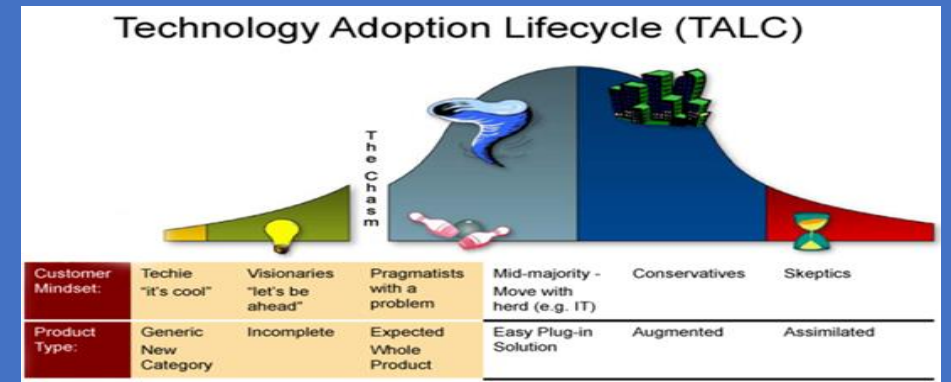 Technology Adoption Lifecycle (TALC)
The Chasm
Customer Mindset:
Techie "it's cool"
Visionaries "let's be ahead"
Pragmatists with a problem
Mid-majority - Move with herd (e.g. IT)
Conservatives
Skeptics
Product Type:
Generic New Category
Incomplete
Expected Whole Product
Easy Plug-in Solution
Augmented
Assimilated